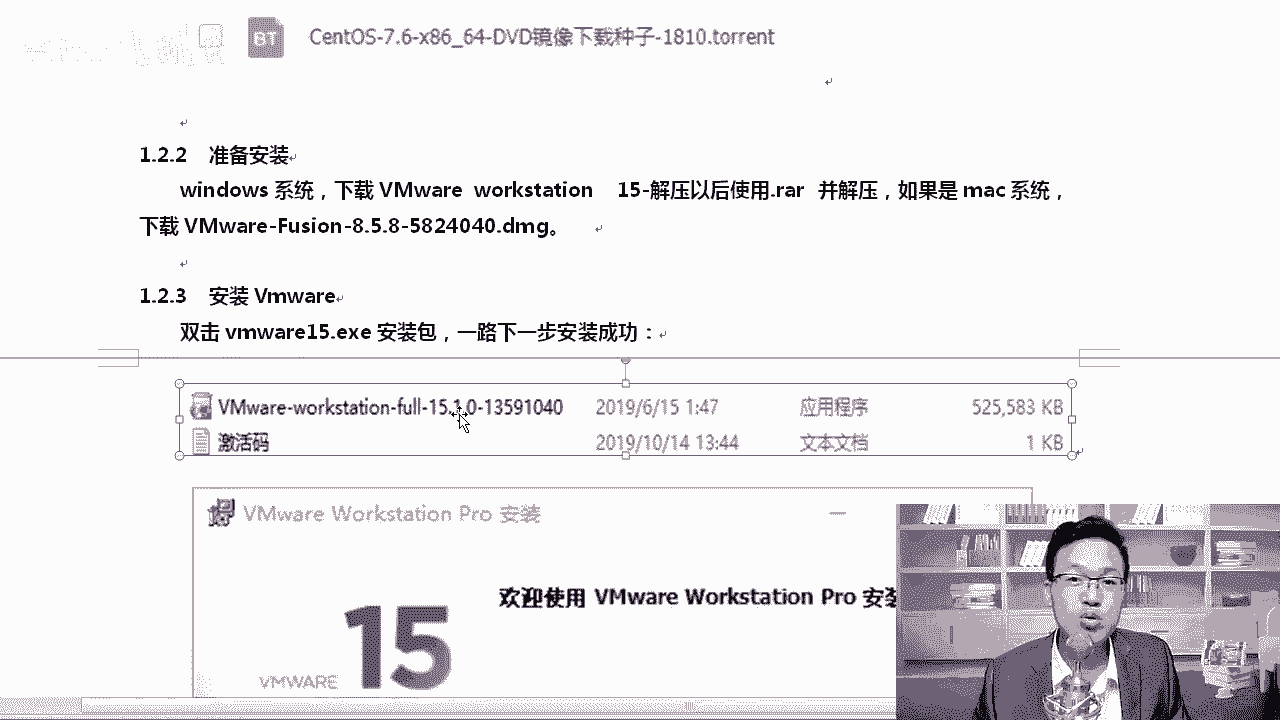 BT CentOS-7.6-x86_64-DVD镜像下载种子-1810.torrent
1.2.2 准备安装
windows 系统，下载 VMware workstation 15-解压以后使用.rar 并解压，如果是 mac 系统，
下载 VMware-Fusion-8.5.8-5824040.dmg。
1.2.3 安装 Vmware
双击 vmware15.exe 安装包，一路下一步安装成功：
VMware-workstation-full-15.1.0-13591040 2019/6/15 1:47 应用程序 525,583 KB
激活码 2019/10/14 13:44 文本文档 1 KB
VMware Workstation Pro 安装
欢迎使用 VMware Workstation Pro 安装
15
VMWARE